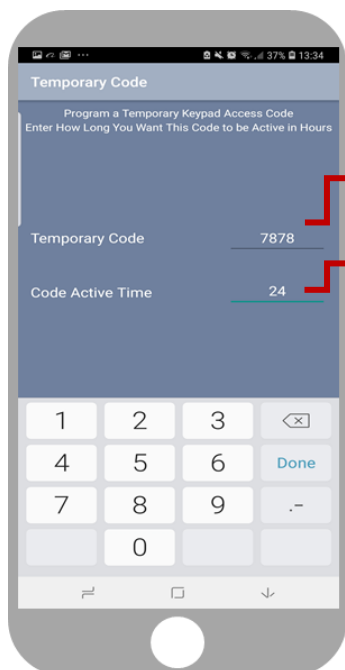 37% 13:34
Temporary Code
Program a Temporary Keypad Access Code
Enter How Long You Want This Code to be Active in Hours
Temporary Code 7878
Code Active Time 24
1 2 3
4 5 6 Done
7 8 9 .-
0